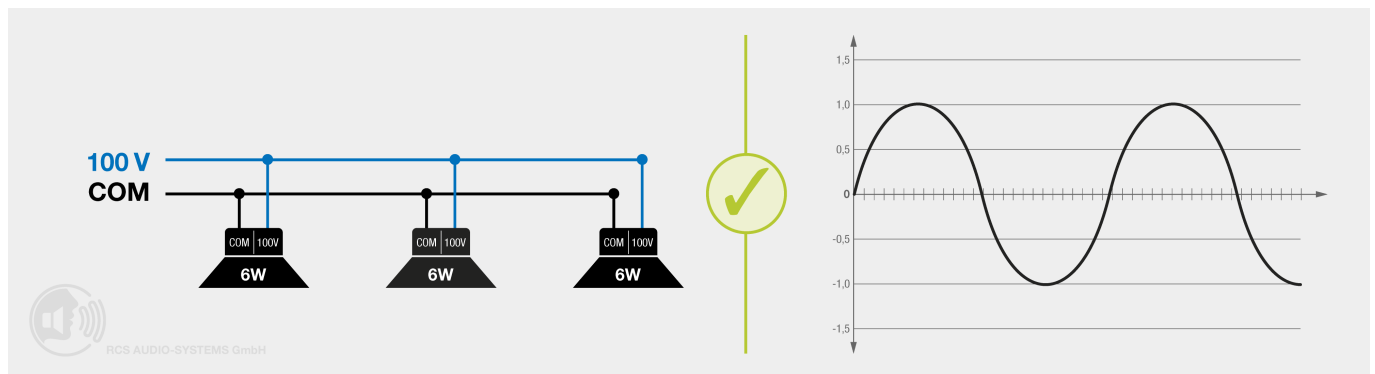 100 V
COM
COM 100V
6W
COM 100V
6W
COM 100V
6W
RCS AUDIO-SYSTEMS GmbH
1,5
1,0
0,5
0
-0,5
-1,0
-1,5